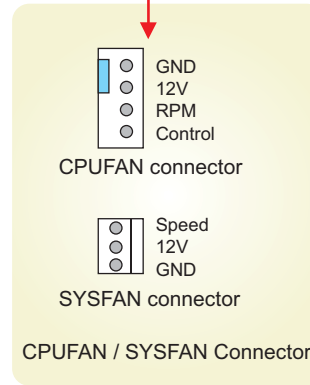 GND
12V
RPM
Control
CPUFAN connector
Speed
12V
GND
SYSFAN connector
CPUFAN / SYSFAN Connector